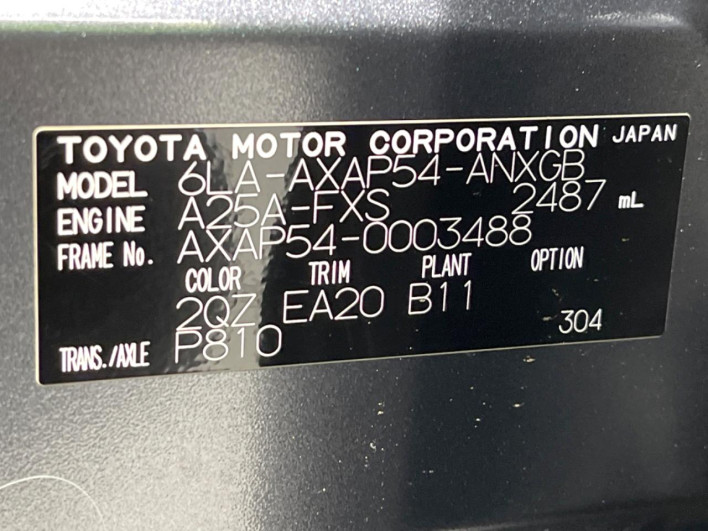 TOYOTA MOTOR CORPORATION JAPAN
MODEL 6LA-AXAP54-ANXGB
ENGINE A25A-FXS 2487 mL
FRAME No. AXAP54-0003488
COLOR TRIM PLANT OPTION
2QZ EA20 B11
TRANS./AXLE P810 304